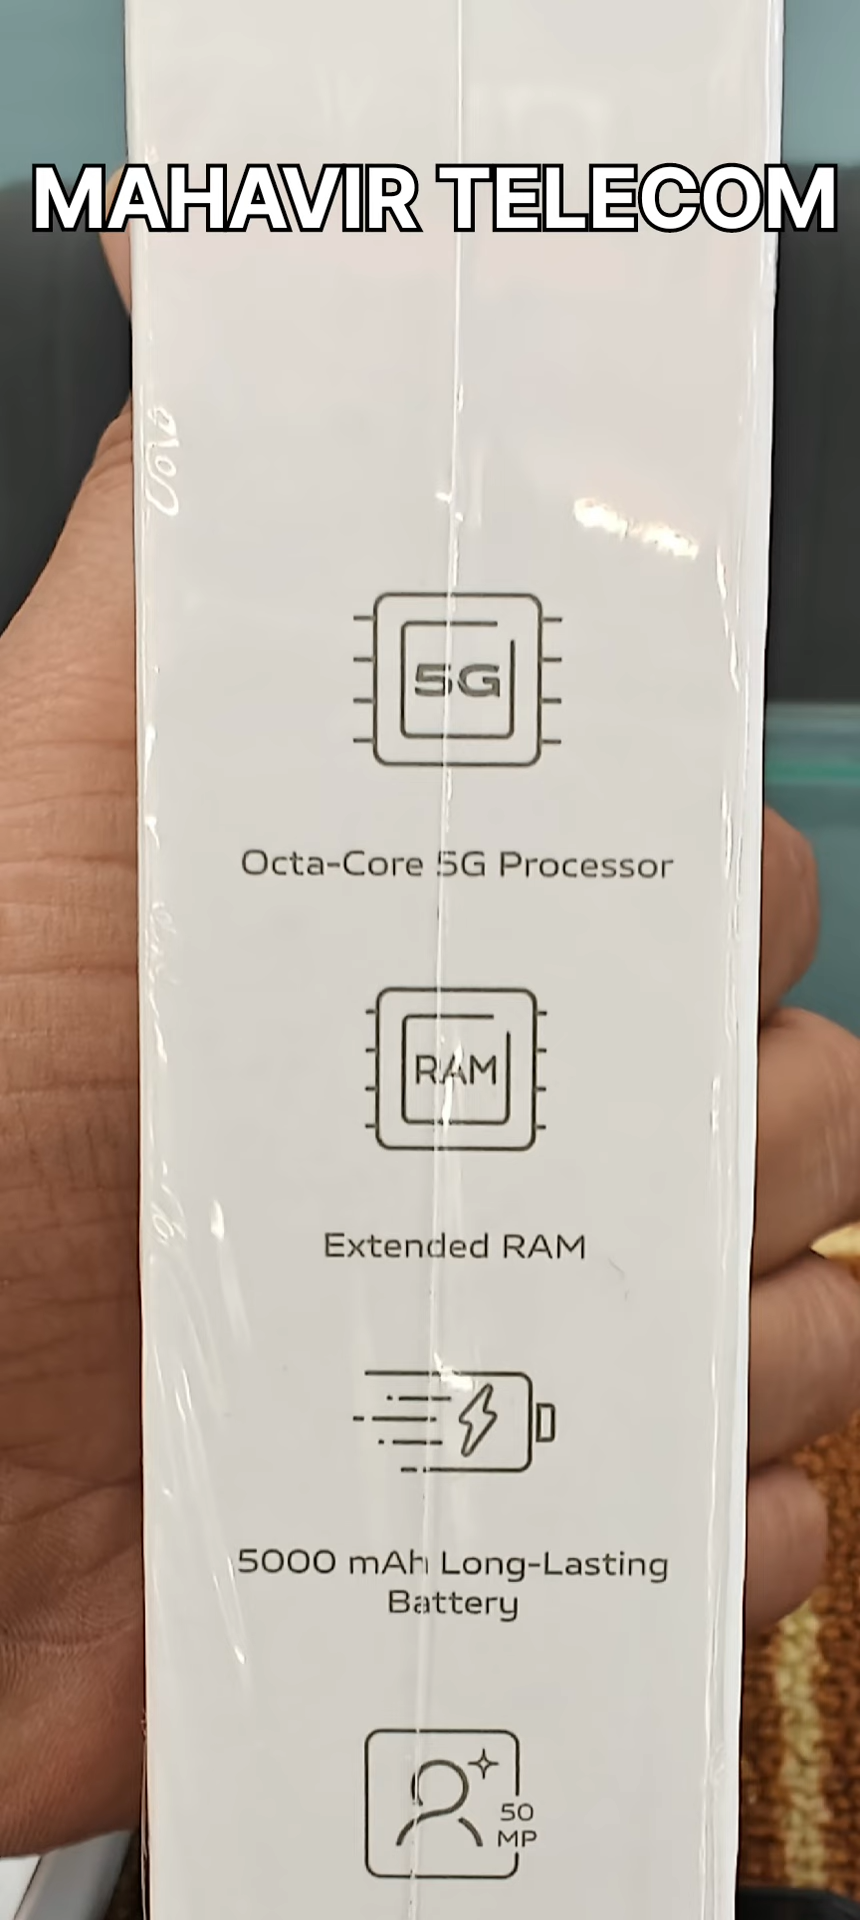 MAHAVIR TELECOM
5G
Octa-Core 5G Processor
RAM
Extended RAM
5000 mAh Long-Lasting
Battery
50
MP